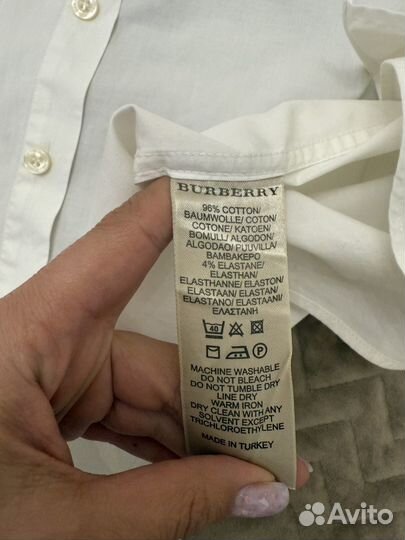 BURBERRY
96% COTTON/
BAUMWOLLE/ COTON/
COTONE/ KATOEN/
BOMULL/ ALGODON/
ALGODAO/ PUUVILLA/
ΒΑΜΒΑΚΕΡΟ
4% ELASTANE/
ELASTHAN/
ELASTHANNE/ ELASTON/
ELASTAAN/ ELASTAN/
ELASTANO/ ELASTAANI/
ΕΛΑΣΤΑΝΗ
40
P
MACHINE WASHABLE
DO NOT BLEACH
DO NOT TUMBLE DRY
LINE DRY
WARM IRON
DRY CLEAN WITH ANY
SOLVENT EXCEPT
TRICHLOROETHYLENE
MADE IN TURKEY
Avito